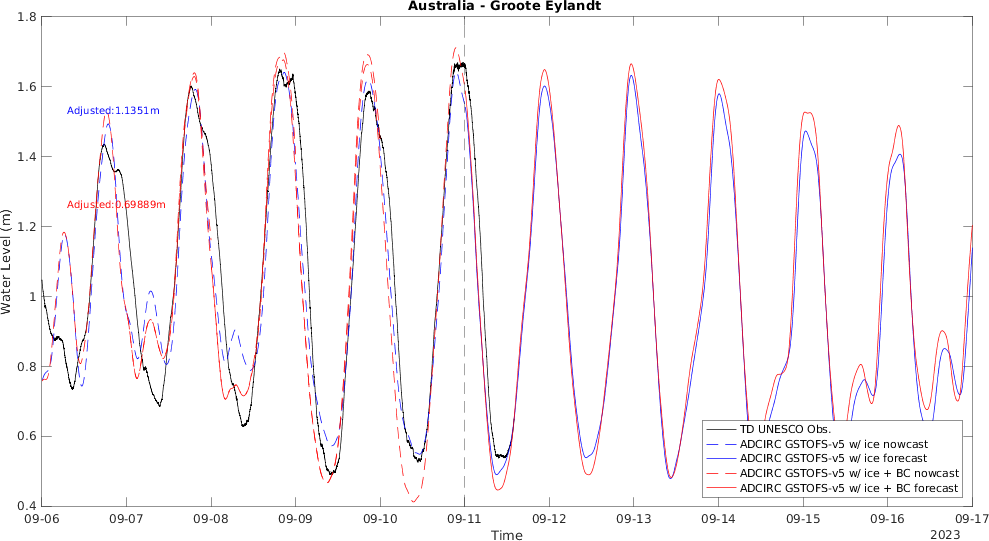 Australia - Groote Eylandt
Water Level (m)
1.8
1.6
1.4
1.2
1
0.8
0.6
0.4
Adjusted:1.1351m
Adjusted:0.69889m
TD UNESCO Obs.
ADCIRC GSTOFS-v5 w/ ice nowcast
ADCIRC GSTOFS-v5 w/ ice forecast
ADCIRC GSTOFS-v5 w/ ice + BC nowcast
ADCIRC GSTOFS-v5 w/ ice + BC forecast
09-06 09-07 09-08 09-09 09-10 09-11 09-12 09-13 09-14 09-15 09-16 09-17
Time
2023